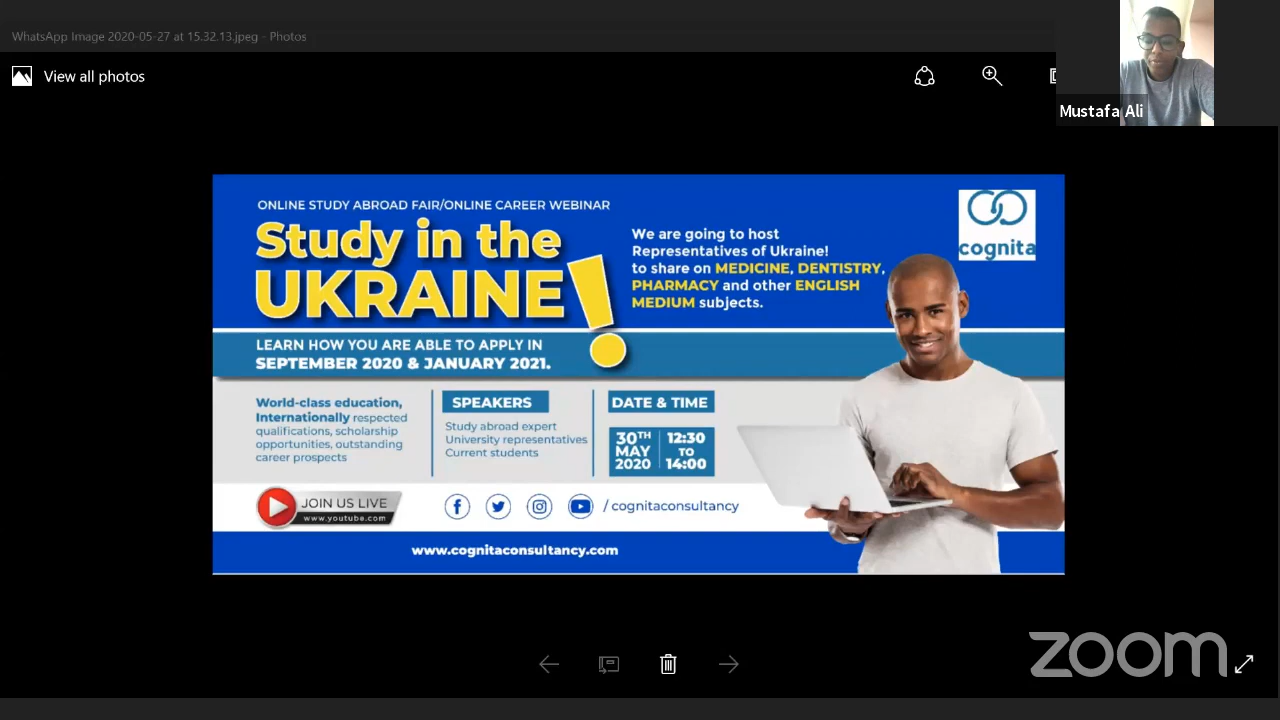 WhatsApp Image 2020-05-27 at 15.32.13.jpeg - Photos
View all photos
Mustafa Ali
ONLINE STUDY ABROAD FAIR/ONLINE CAREER WEBINAR
Study in the
UKRAINE!
We are going to host
Representatives of Ukraine!
to share on MEDICINE, DENTISTRY,
PHARMACY and other ENGLISH
MEDIUM subjects.
cognita
LEARN HOW YOU ARE ABLE TO APPLY IN
SEPTEMBER 2020 & JANUARY 2021.
World-class education,
Internationally respected
qualifications, scholarship
opportunities, outstanding
career prospects
SPEAKERS
Study abroad expert
University representatives
Current students
DATE & TIME
30TH
MAY
2020
12:30
TO
14:00
JOIN US LIVE
www.youtube.com
/cognitaconsultancy
www.cognitaconsultancy.com
zoom